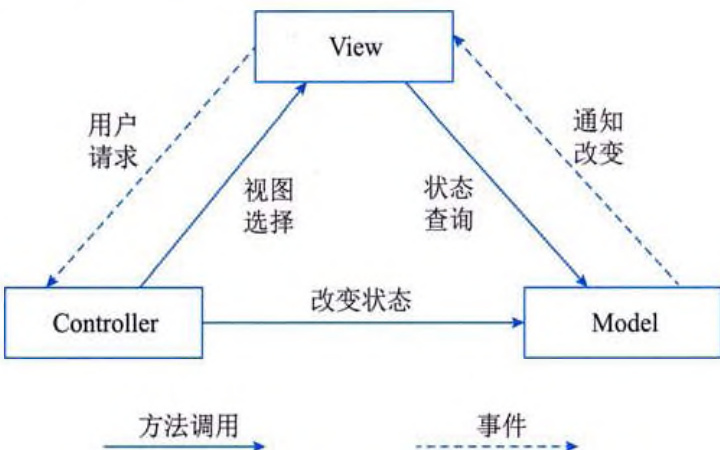 View
用户
请求
通知
改变
视图
选择
状态
查询
改变状态
Controller
Model
方法调用
事件